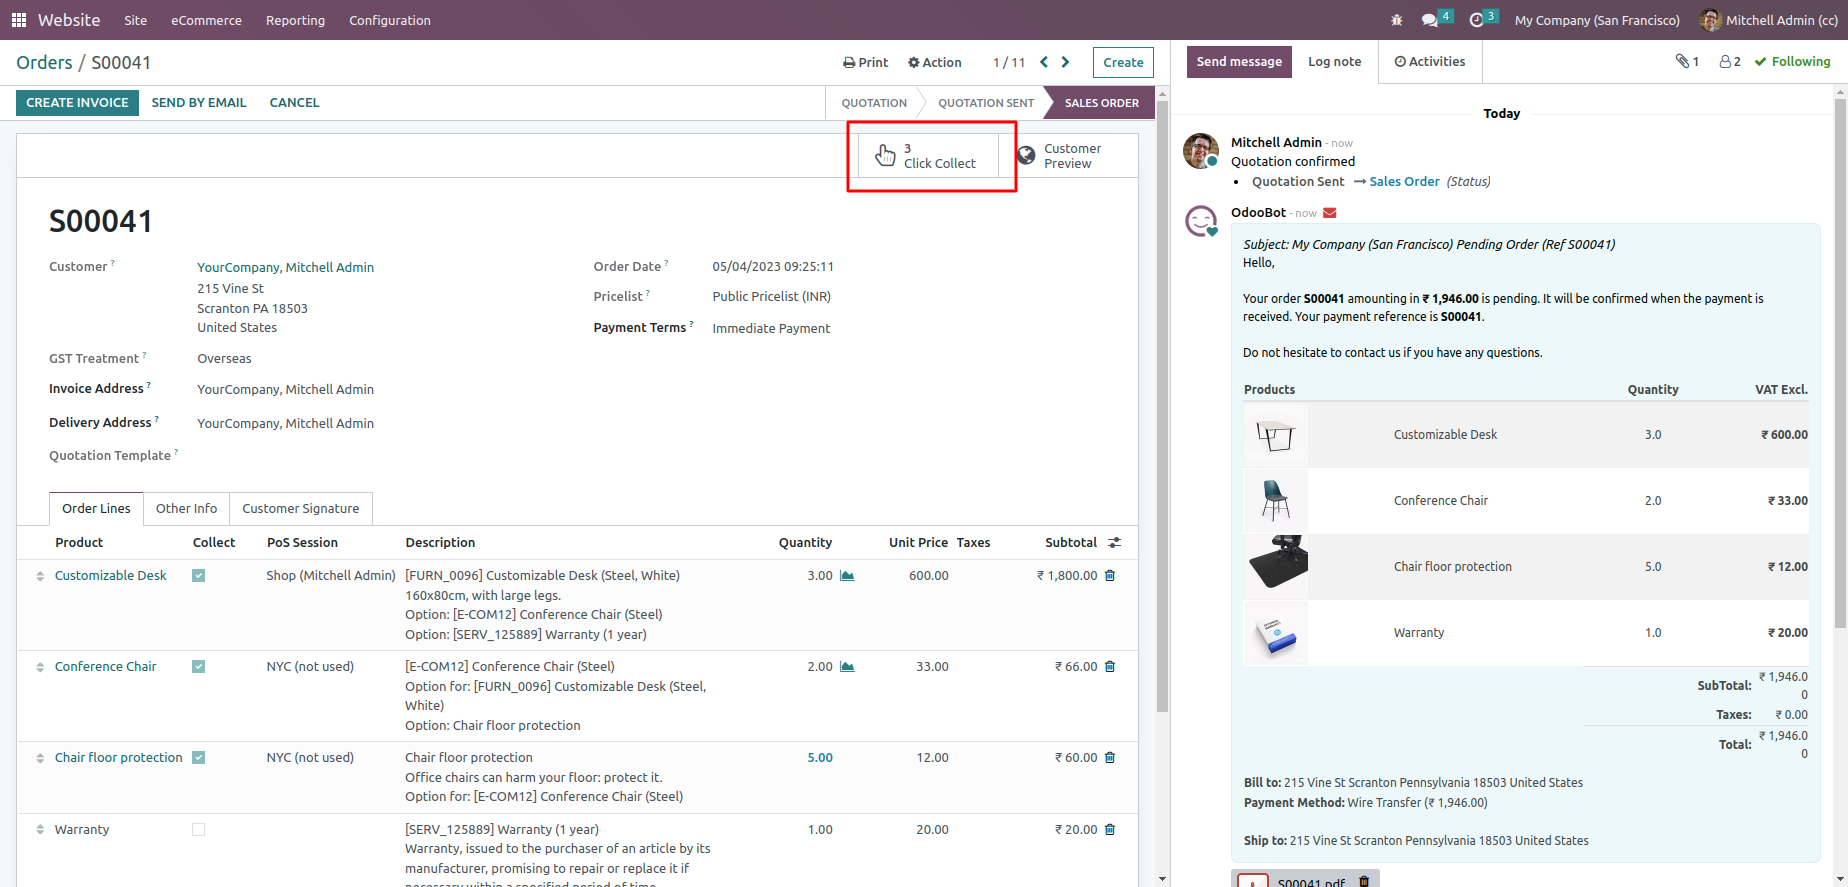 Website Site eCommerce Reporting Configuration 4 3 My Company (San Francisco) Mitchell Admin (cc)
Orders / S00041 Print Action 1 / 11 Create
CREATE INVOICE SEND BY EMAIL CANCEL QUOTATION QUOTATION SENT SALES ORDER
3
Click Collect
Customer
Preview
S00041
Customer ? YourCompany, Mitchell Admin
215 Vine St
Scranton PA 18503
United States
GST Treatment ? Overseas
Invoice Address ? YourCompany, Mitchell Admin
Delivery Address ? YourCompany, Mitchell Admin
Quotation Template ?
Order Date ? 05/04/2023 09:25:11
Pricelist ? Public Pricelist (INR)
Payment Terms ? Immediate Payment
Order Lines Other Info Customer Signature
Product Collect PoS Session Description Quantity Unit Price Taxes Subtotal
Customizable Desk Shop (Mitchell Admin) [FURN_0096] Customizable Desk (Steel, White) 3.00 600.00 ₹ 1,800.00
160x80cm, with large legs.
Option: [E-COM12] Conference Chair (Steel)
Option: [SERV_125889] Warranty (1 year)
Conference Chair NYC (not used) [E-COM12] Conference Chair (Steel) 2.00 33.00 ₹ 66.00
Option for: [FURN_0096] Customizable Desk (Steel,
White)
Option: Chair floor protection
Chair floor protection NYC (not used) Chair floor protection 5.00 12.00 ₹ 60.00
Office chairs can harm your floor: protect it.
Option for: [E-COM12] Conference Chair (Steel)
Warranty [SERV_125889] Warranty (1 year) 1.00 20.00 ₹ 20.00
Warranty, issued to the purchaser of an article by its
manufacturer, promising to repair or replace it if
necessary within a specified period of time.
Send message Log note Activities 1 2 Following
Today
Mitchell Admin - now
Quotation confirmed
• Quotation Sent → Sales Order (Status)
OdooBot - now
Subject: My Company (San Francisco) Pending Order (Ref S00041)
Hello,
Your order S00041 amounting in ₹ 1,946.00 is pending. It will be confirmed when the payment is
received. Your payment reference is S00041.
Do not hesitate to contact us if you have any questions.
Products Quantity VAT Excl.
Customizable Desk 3.0 ₹ 600.00
Conference Chair 2.0 ₹ 33.00
Chair floor protection 5.0 ₹ 12.00
Warranty 1.0 ₹ 20.00
SubTotal: ₹ 1,946.0
0
Taxes: ₹ 0.00
Total: ₹ 1,946.0
0
Bill to: 215 Vine St Scranton Pennsylvania 18503 United States
Payment Method: Wire Transfer (₹ 1,946.00)
Ship to: 215 Vine St Scranton Pennsylvania 18503 United States
S00041.pdf